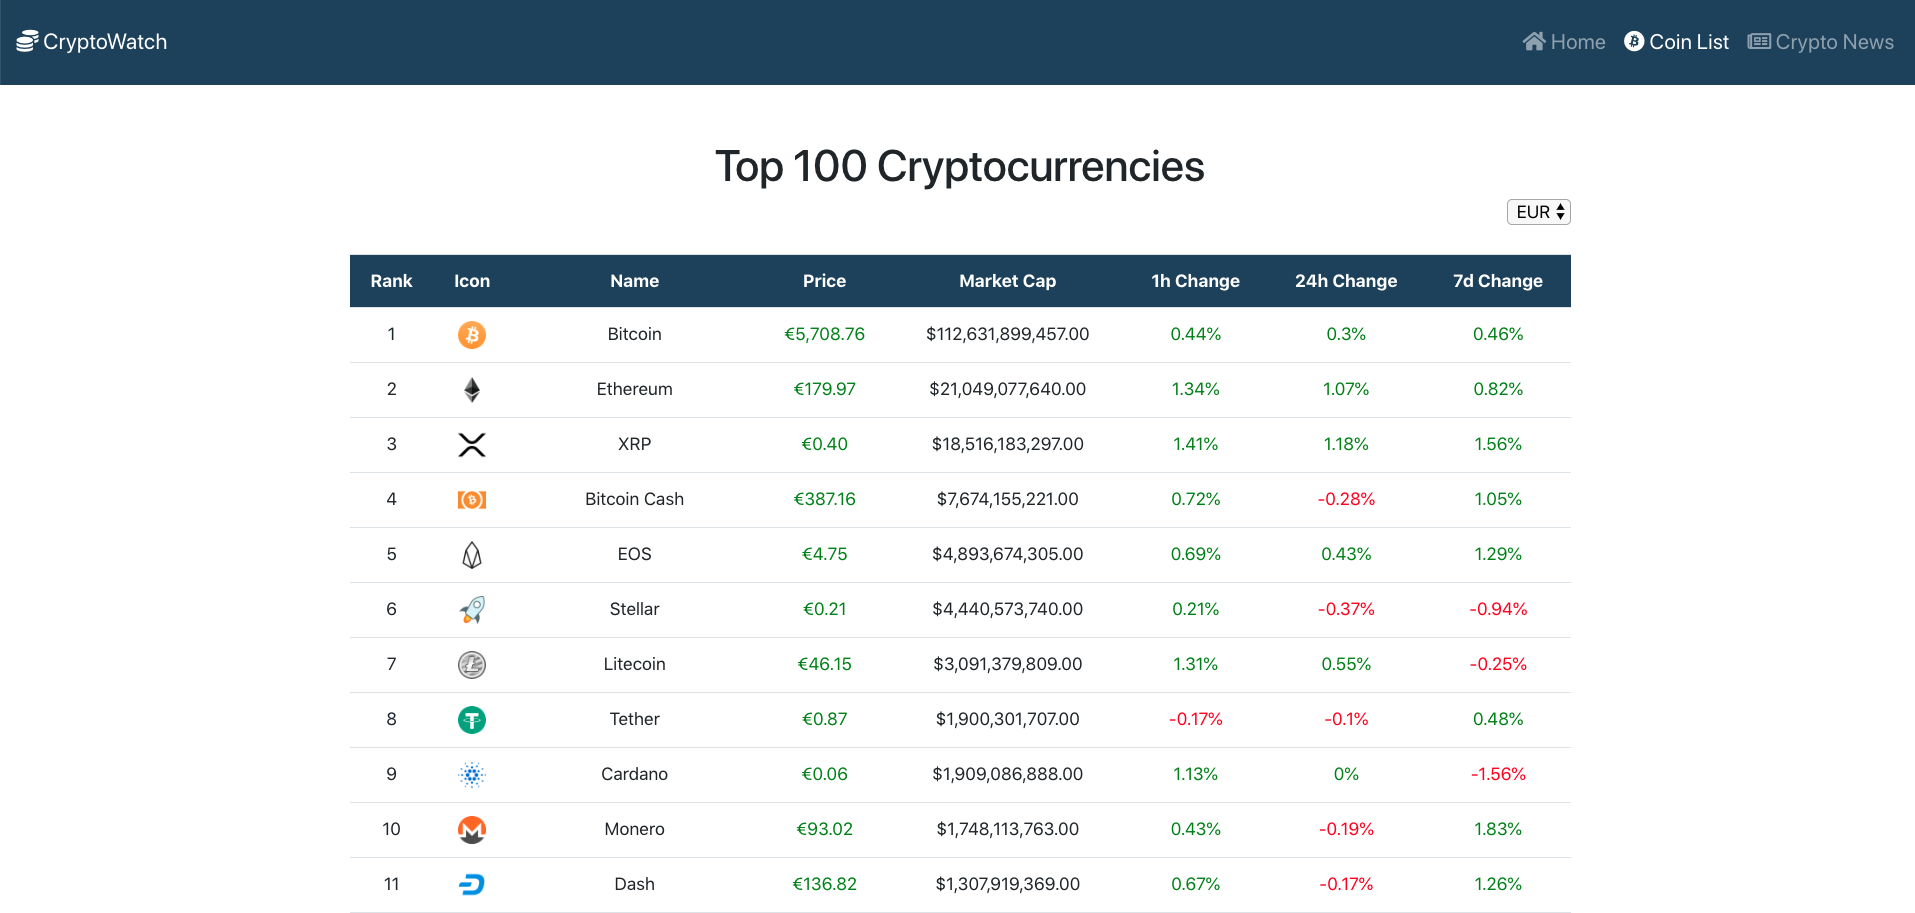 CryptoWatch Home Coin List Crypto News
Top 100 Cryptocurrencies
EUR
Rank Icon Name Price Market Cap 1h Change 24h Change 7d Change
1 Bitcoin €5,708.76 $112,631,899,457.00 0.44% 0.3% 0.46%
2 Ethereum €179.97 $21,049,077,640.00 1.34% 1.07% 0.82%
3 XRP €0.40 $18,516,183,297.00 1.41% 1.18% 1.56%
4 Bitcoin Cash €387.16 $7,674,155,221.00 0.72% -0.28% 1.05%
5 EOS €4.75 $4,893,674,305.00 0.69% 0.43% 1.29%
6 Stellar €0.21 $4,440,573,740.00 0.21% -0.37% -0.94%
7 Litecoin €46.15 $3,091,379,809.00 1.31% 0.55% -0.25%
8 Tether €0.87 $1,900,301,707.00 -0.17% -0.1% 0.48%
9 Cardano €0.06 $1,909,086,888.00 1.13% 0% -1.56%
10 Monero €93.02 $1,748,113,763.00 0.43% -0.19% 1.83%
11 Dash €136.82 $1,307,919,369.00 0.67% -0.17% 1.26%